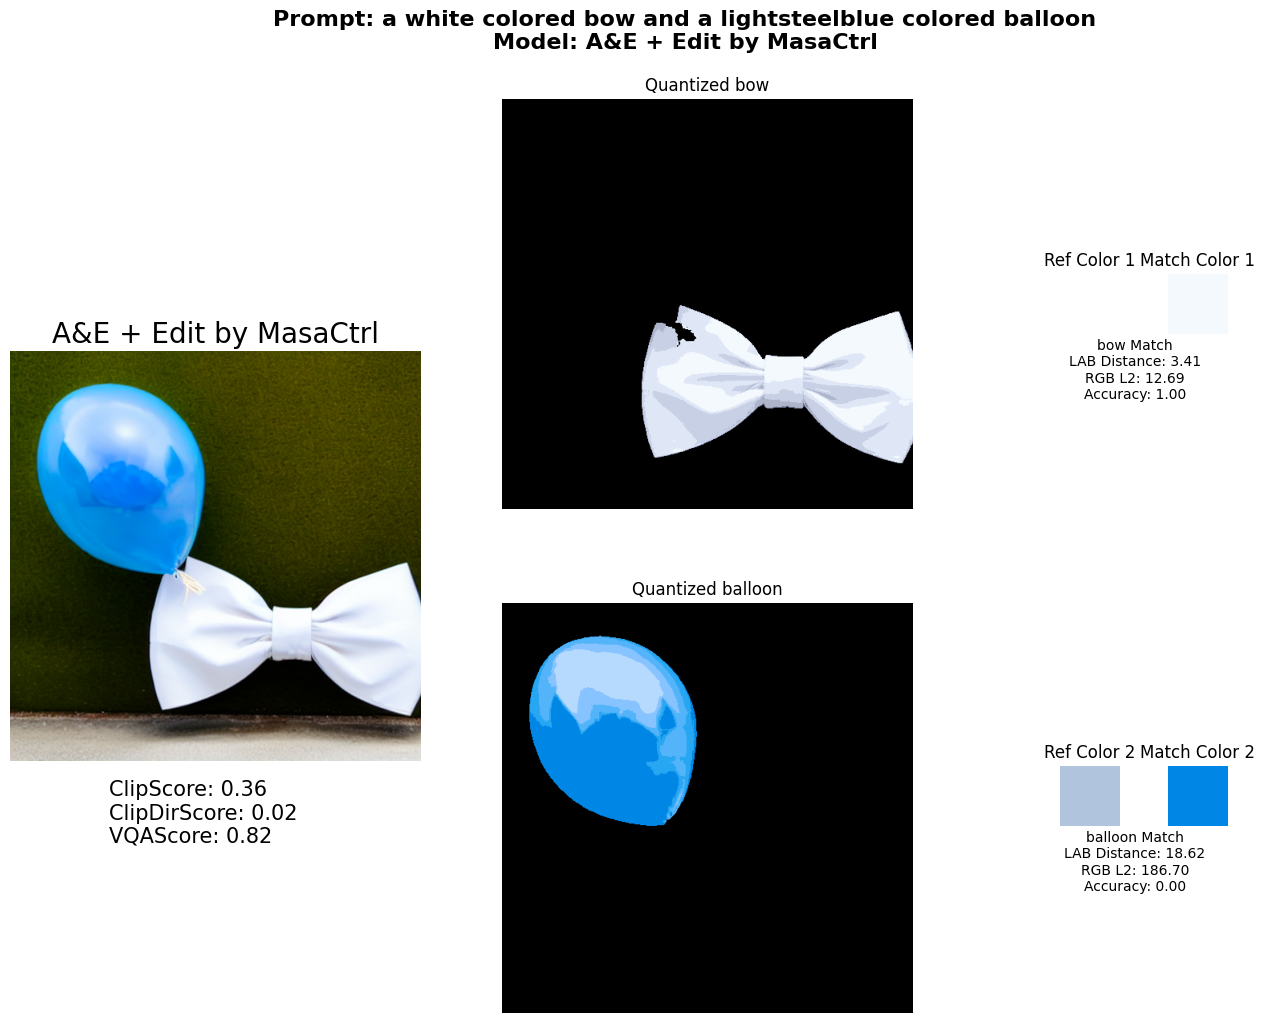 Prompt: a white colored bow and a lightsteelblue colored balloon
Model: A&E + Edit by MasaCtrl
Quantized bow
Ref Color 1 Match Color 1
bow Match
LAB Distance: 3.41
RGB L2: 12.69
Accuracy: 1.00
A&E + Edit by MasaCtrl
ClipScore: 0.36
ClipDirScore: 0.02
VQAScore: 0.82
Quantized balloon
Ref Color 2 Match Color 2
balloon Match
LAB Distance: 18.62
RGB L2: 186.70
Accuracy: 0.00